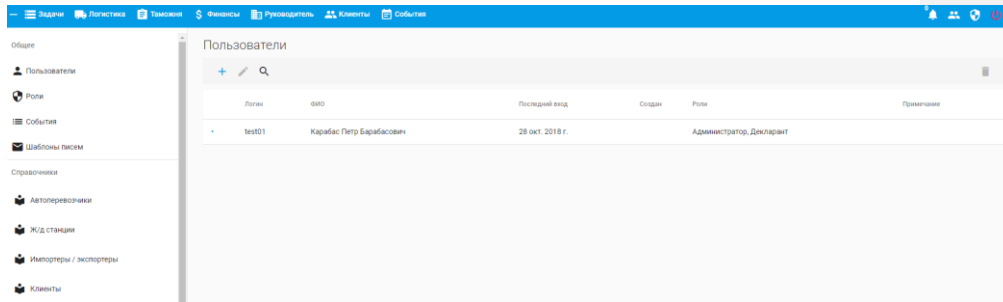 Задачи Логистика Таможня Финансы Руководитель Клиенты События
0
Общее
Пользователи
Роли
События
Шаблоны писем
Справочники
Автоперевозчики
Ж/д станции
Импортеры / экспортеры
Клиенты
Пользователи
Логин ФИО Последний вход Создан Роли Примечание
test01 Карабас Петр Барабасович 28 окт. 2018 г. Администратор, Декларант